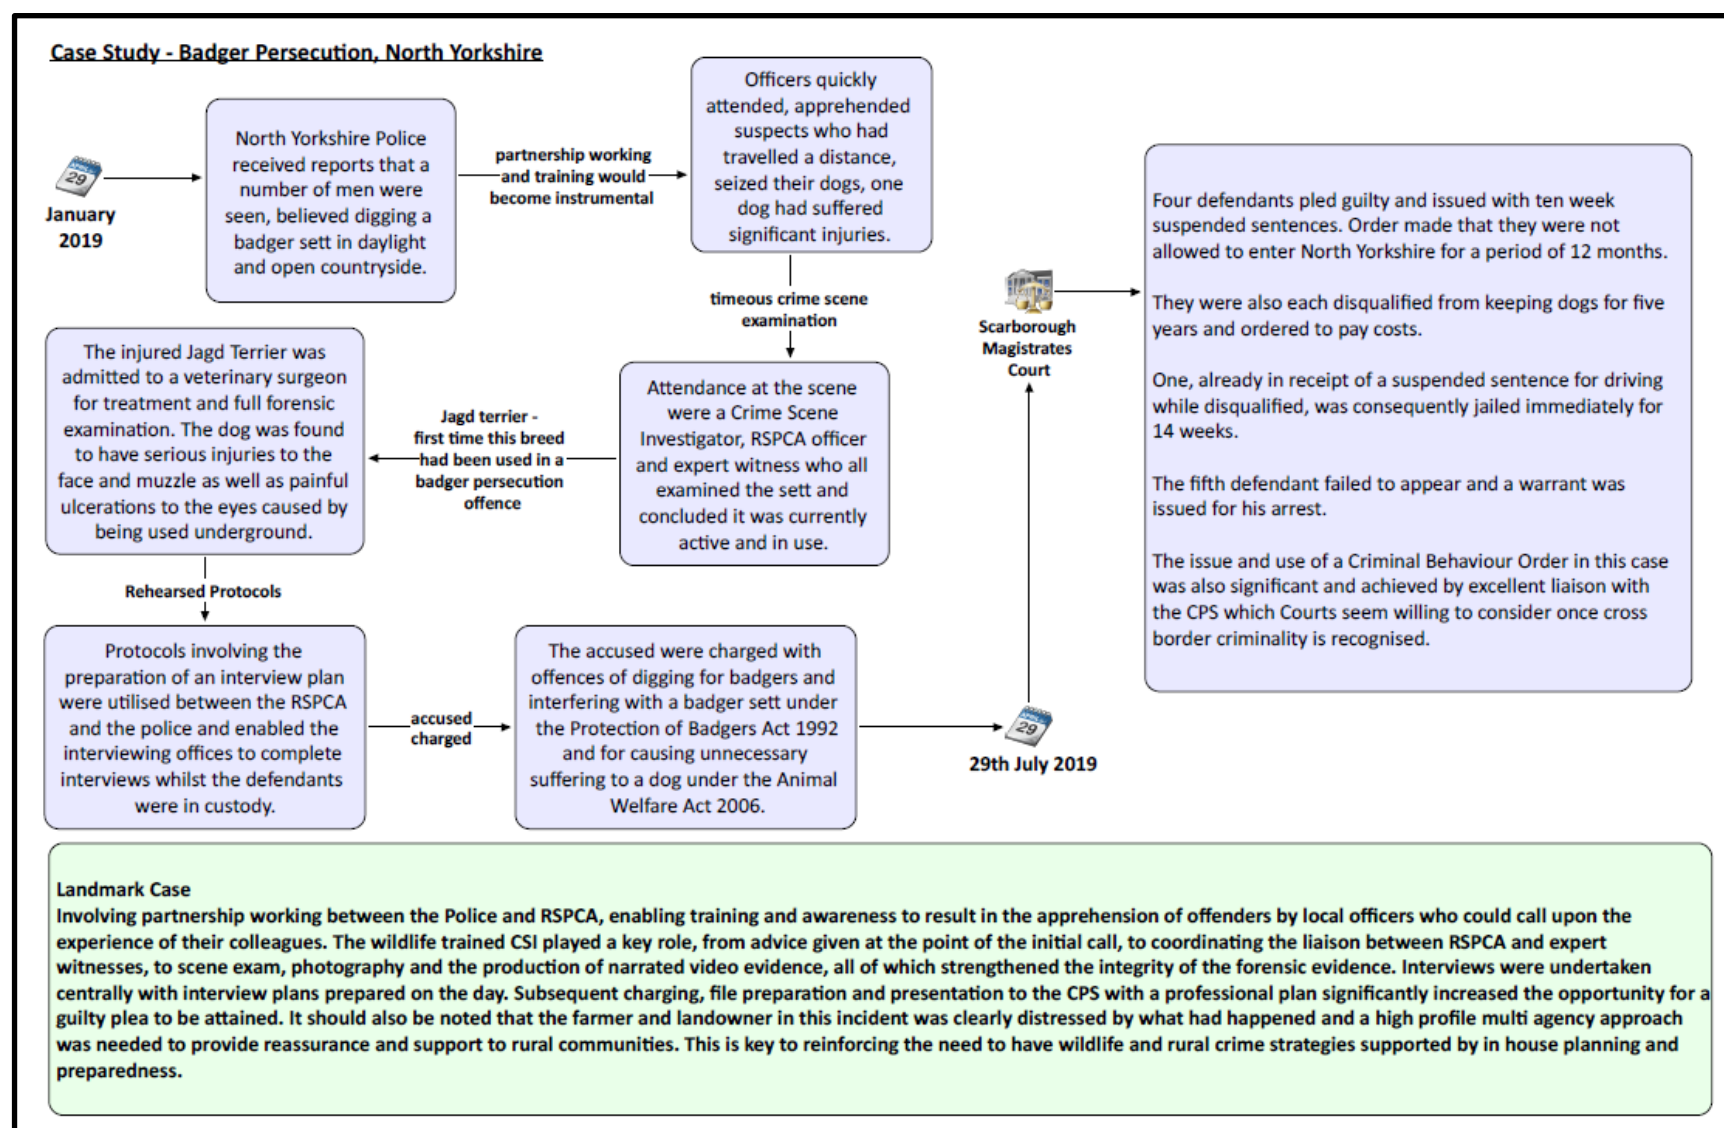 Case Study - Badger Persecution, North Yorkshire
29
January
2019
North Yorkshire Police
received reports that a
number of men were
seen, believed digging a
badger sett in daylight
and open countryside.
partnership working
and training would
become instrumental
Officers quickly
attended, apprehended
suspects who had
travelled a distance,
seized their dogs, one
dog had suffered
significant injuries.
timeous crime scene
examination
Attendance at the scene
were a Crime Scene
Investigator, RSPCA officer
and expert witness who all
examined the sett and
concluded it was currently
active and in use.
Jagd terrier -
first time this breed
had been used in a
badger persecution
offence
The injured Jagd Terrier was
admitted to a veterinary surgeon
for treatment and full forensic
examination. The dog was found
to have serious injuries to the
face and muzzle as well as painful
ulcerations to the eyes caused by
being used underground.
Rehearsed Protocols
Protocols involving the
preparation of an interview plan
were utilised between the RSPCA
and the police and enabled the
interviewing offices to complete
interviews whilst the defendants
were in custody.
accused
charged
The accused were charged with
offences of digging for badgers and
interfering with a badger sett under
the Protection of Badgers Act 1992
and for causing unnecessary
suffering to a dog under the Animal
Welfare Act 2006.
29
29th July 2019
Scarborough
Magistrates
Court
Four defendants pled guilty and issued with ten week
suspended sentences. Order made that they were not
allowed to enter North Yorkshire for a period of 12 months.
They were also each disqualified from keeping dogs for five
years and ordered to pay costs.
One, already in receipt of a suspended sentence for driving
while disqualified, was consequently jailed immediately for
14 weeks.
The fifth defendant failed to appear and a warrant was
issued for his arrest.
The issue and use of a Criminal Behaviour Order in this case
was also significant and achieved by excellent liaison with
the CPS which Courts seem willing to consider once cross
border criminality is recognised.
Landmark Case
Involving partnership working between the Police and RSPCA, enabling training and awareness to result in the apprehension of offenders by local officers who could call upon the
experience of their colleagues. The wildlife trained CSI played a key role, from advice given at the point of the initial call, to coordinating the liaison between RSPCA and expert
witnesses, to scene exam, photography and the production of narrated video evidence, all of which strengthened the integrity of the forensic evidence. Interviews were undertaken
centrally with interview plans prepared on the day. Subsequent charging, file preparation and presentation to the CPS with a professional plan significantly increased the opportunity for a
guilty plea to be attained. It should also be noted that the farmer and landowner in this incident was clearly distressed by what had happened and a high profile multi agency approach
was needed to provide reassurance and support to rural communities. This is key to reinforcing the need to have wildlife and rural crime strategies supported by in house planning and
preparedness.